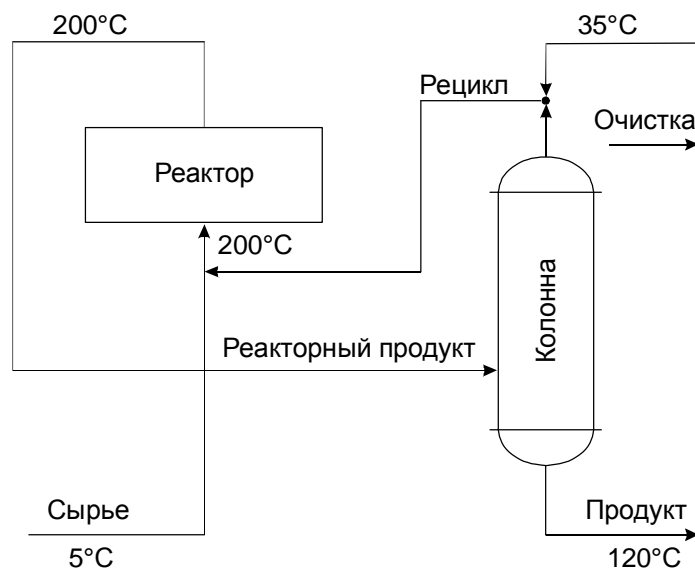 200°C
35°C
Рецикл
Очистка
Реактор
200°C
Колонна
Реакторный продукт
Сырье
5°C
Продукт
120°C